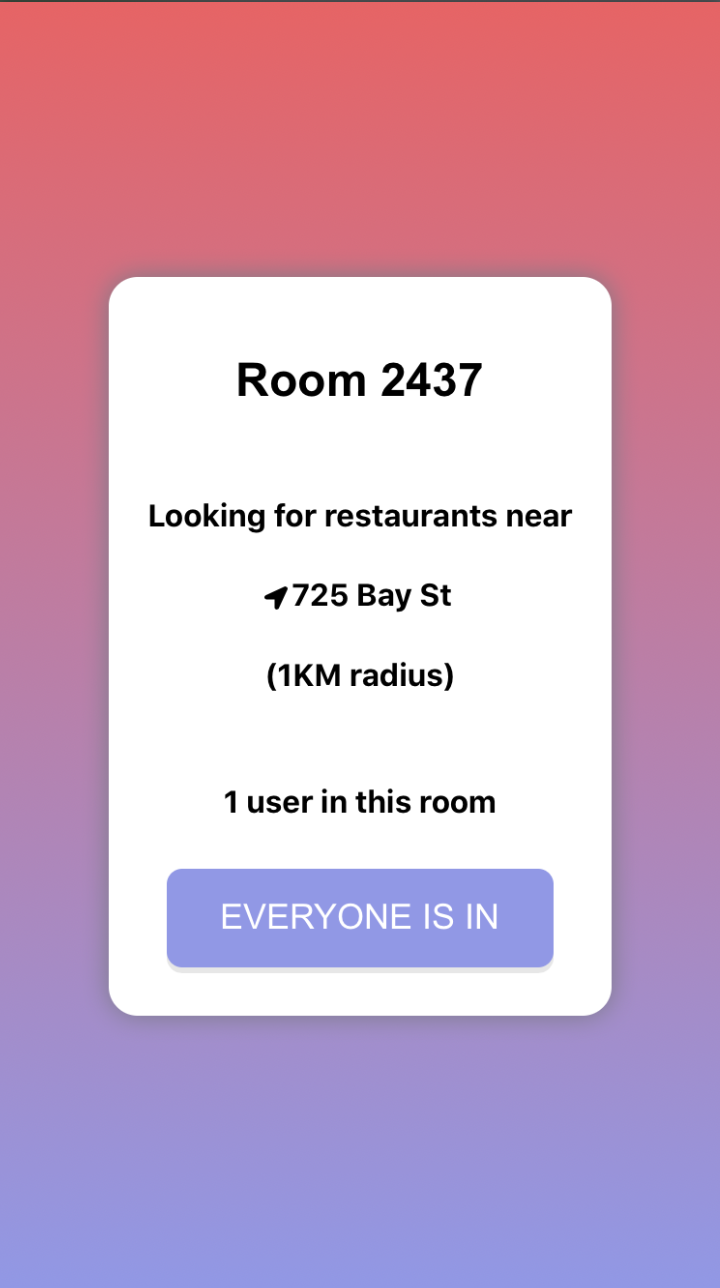 Room 2437
Looking for restaurants near
725 Bay St
(1KM radius)
1 user in this room
EVERYONE IS IN